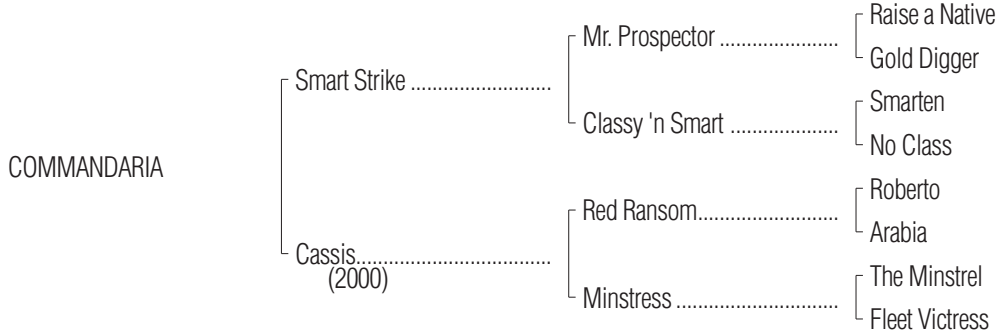 Raise a Native
Mr. Prospector ........................
Gold Digger
Smart Strike ............................
Smarten
Classy 'n Smart ......................
No Class
COMMANDARIA
Roberto
Red Ransom............................
Arabia
Cassis.......................................
(2000)
The Minstrel
Minstress .................................
Fleet Victress